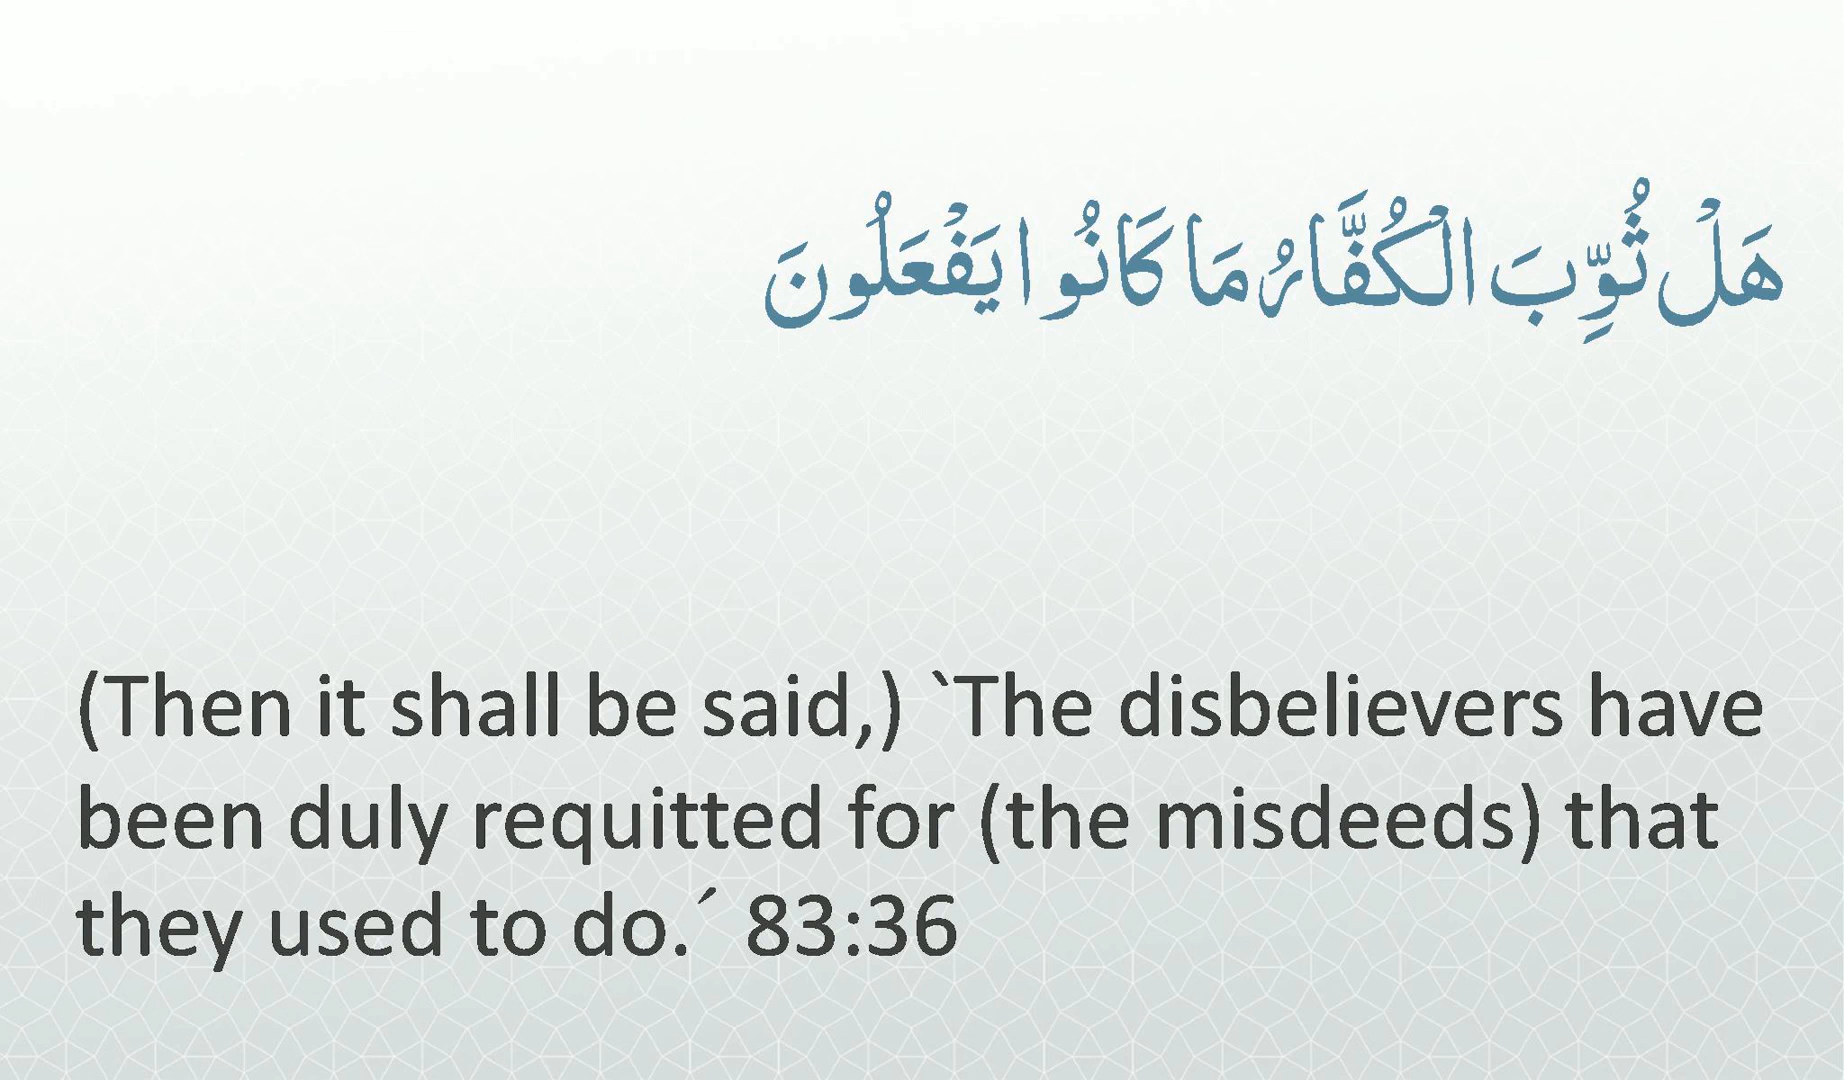 هَلْ ثُوِّبَ الْكُفَّارُ مَا كَانُوا يَفْعَلُونَ
(Then it shall be said,) `The disbelievers have
been duly requitted for (the misdeeds) that
they used to do.´ 83:36